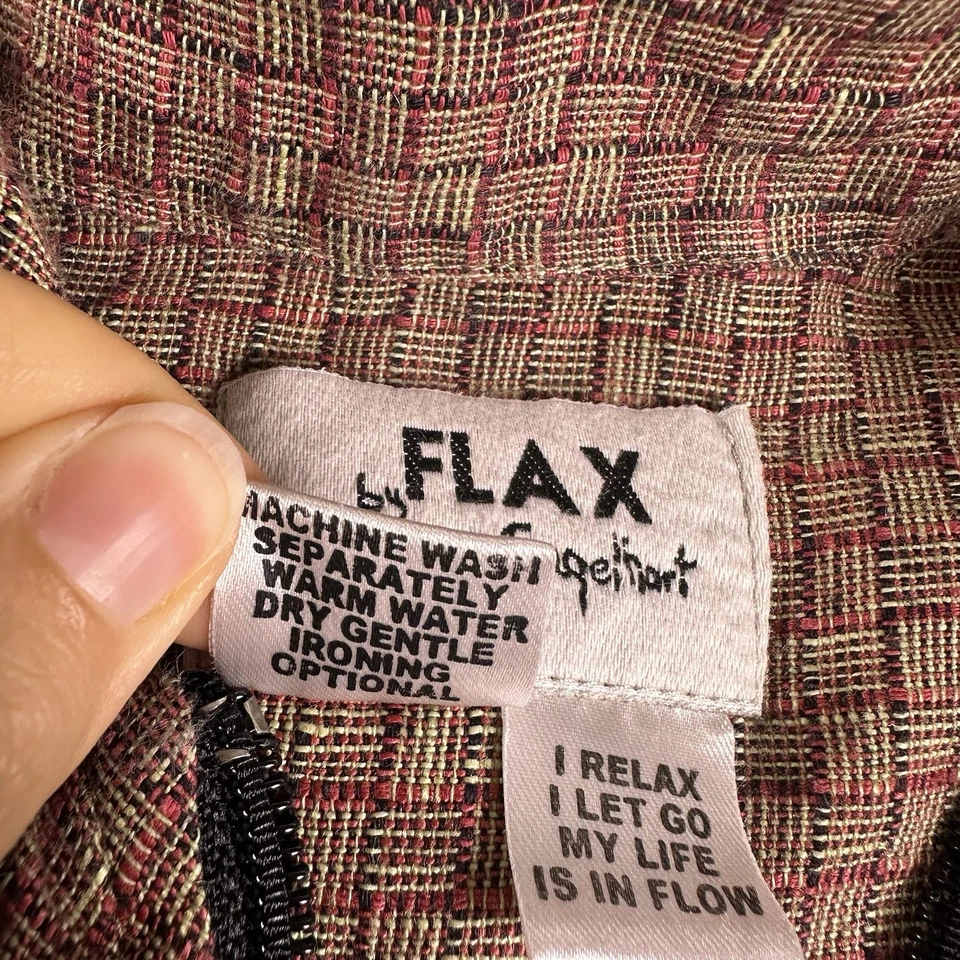 FLAX
by
MACHINE WASH
SEPARATELY
WARM WATER
DRY GENTLE
IRONING
OPTIONAL
I RELAX
I LET GO
MY LIFE
IS IN FLOW